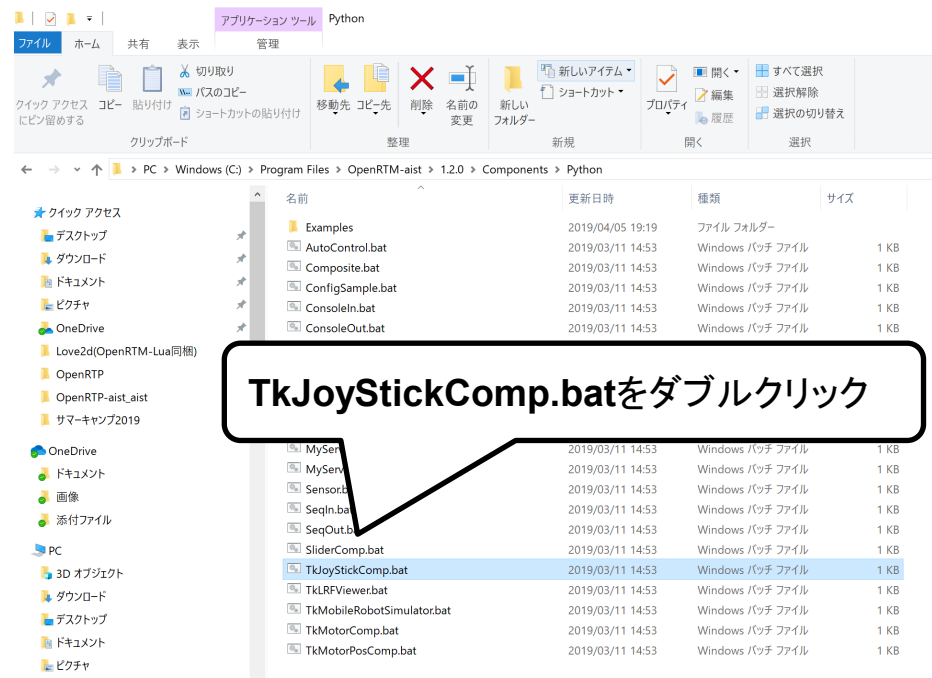 アプリケーション ツール Python
ファイル ホーム 共有 表示 管理
クイック アクセス
にピン留めする
コピー
貼り付け
切り取り
パスのコピー
ショートカットの貼り付け
クリップボード
移動先 コピー先
削除
名前の
変更
整理
新しい
フォルダー
新しいアイテム
ショートカット
新規
プロパティ
開く
編集
履歴
開く
すべて選択
選択解除
選択の切り替え
選択
PC > Windows (C:) > Program Files > OpenRTM-aist > 1.2.0 > Components > Python
クイック アクセス
デスクトップ
ダウンロード
ドキュメント
ピクチャ
OneDrive
Love2d(OpenRTM-Lua同梱)
OpenRTP
OpenRTP-aist_aist
サマーキャンプ2019
OneDrive
ドキュメント
画像
添付ファイル
PC
3D オブジェクト
ダウンロード
デスクトップ
ドキュメント
ピクチャ
名前 更新日時 種類 サイズ
Examples 2019/04/05 19:19 ファイル フォルダー
AutoControl.bat 2019/03/11 14:53 Windows バッチ ファイル 1 KB
Composite.bat 2019/03/11 14:53 Windows バッチ ファイル 1 KB
ConfigSample.bat 2019/03/11 14:53 Windows バッチ ファイル 1 KB
ConsoleIn.bat 2019/03/11 14:53 Windows バッチ ファイル 1 KB
ConsoleOut.bat 2019/03/11 14:53 Windows バッチ ファイル 1 KB
TkJoyStickComp.batをダブルクリック
2019/03/11 14:53 Windows バッチ ファイル 1 KB
2019/03/11 14:53 Windows バッチ ファイル 1 KB
2019/03/11 14:53 Windows バッチ ファイル 1 KB
2019/03/11 14:53 Windows バッチ ファイル 1 KB
2019/03/11 14:53 Windows バッチ ファイル 1 KB
SliderComp.bat 2019/03/11 14:53 Windows バッチ ファイル 1 KB
TkJoyStickComp.bat 2019/03/11 14:53 Windows バッチ ファイル 1 KB
TkLRFViewer.bat 2019/03/11 14:53 Windows バッチ ファイル 1 KB
TkMobileRobotSimulator.bat 2019/03/11 14:53 Windows バッチ ファイル 1 KB
TkMotorComp.bat 2019/03/11 14:53 Windows バッチ ファイル 1 KB
TkMotorPosComp.bat 2019/03/11 14:53 Windows バッチ ファイル 1 KB